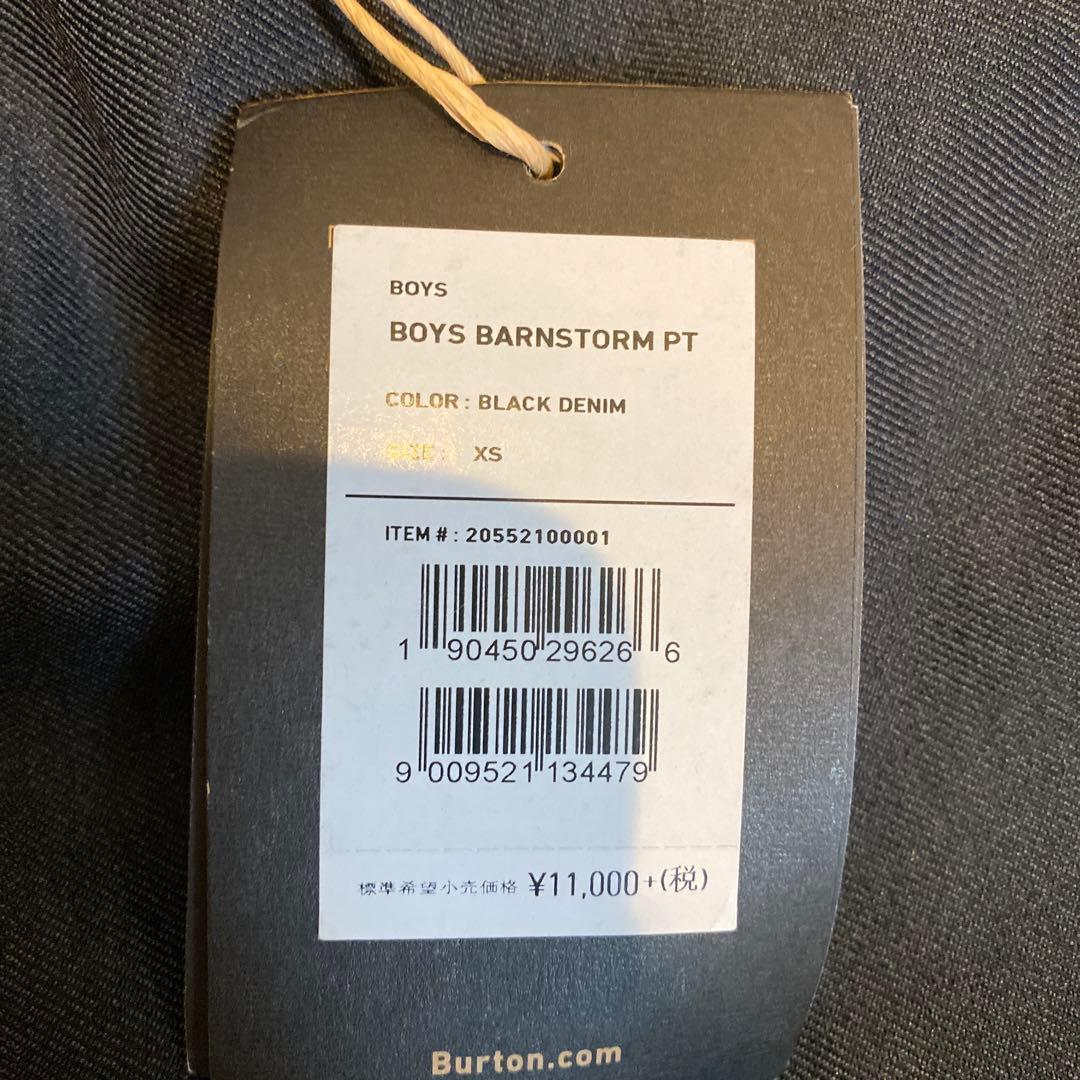 BOYS
BOYS BARNSTORM PT
COLOR : BLACK DENIM
SIZE : XS
ITEM # : 20552100001
1 90450 29626 6
9 009521 134479
標準希望小売価格 ¥11,000+(税)
Burton.com